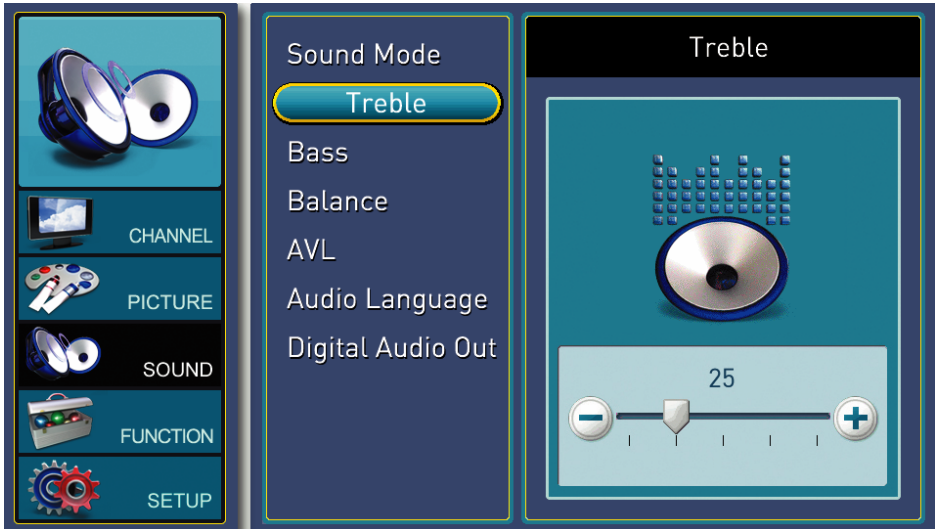 CHANNEL
PICTURE
SOUND
FUNCTION
SETUP
Sound Mode
Treble
Bass
Balance
AVL
Audio Language
Digital Audio Out
Treble
25